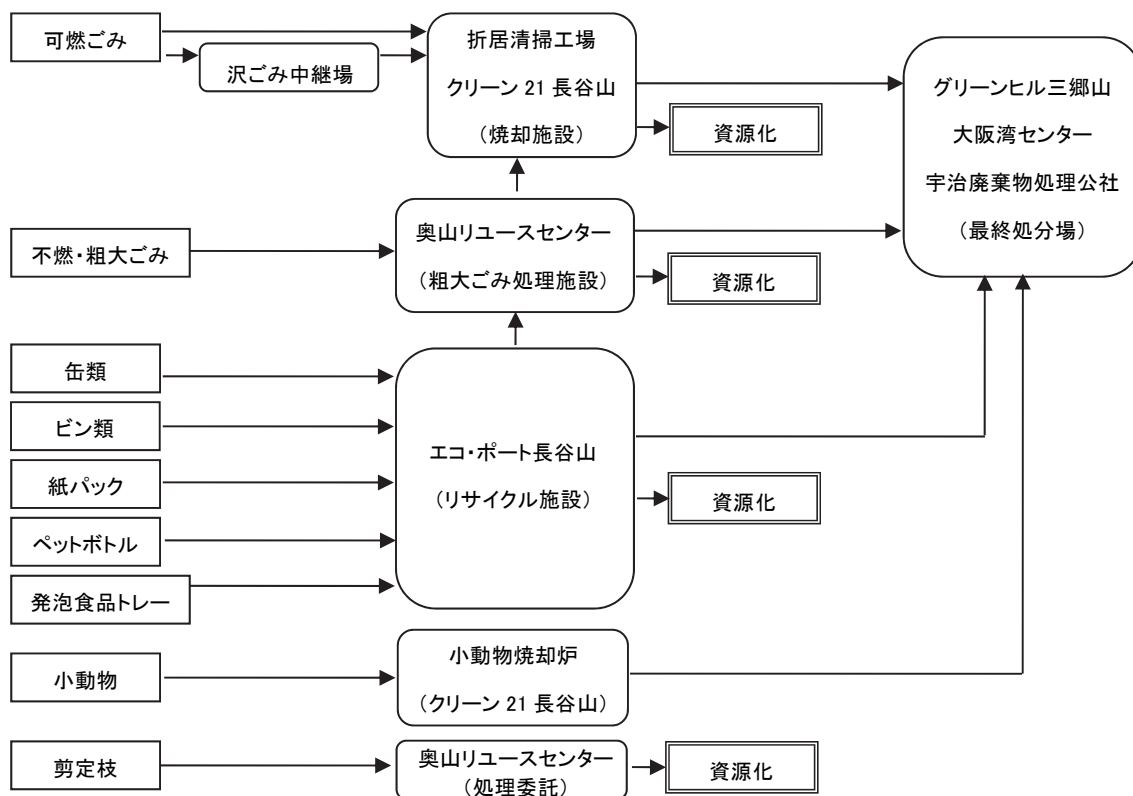 可燃ごみ
沢ごみ中継場
折居清掃工場
クリーン 21 長谷山
（焼却施設）
資源化
グリーンヒル三郷山
大阪湾センター
宇治廃棄物処理公社
（最終処分場）
不燃・粗大ごみ
奥山リユースセンター
（粗大ごみ処理施設）
資源化
缶類
ビン類
紙パック
ペットボトル
発泡食品トレー
エコ・ポート長谷山
（リサイクル施設）
資源化
小動物
小動物焼却炉
（クリーン 21 長谷山）
剪定枝
奥山リユースセンター
（処理委託）
資源化